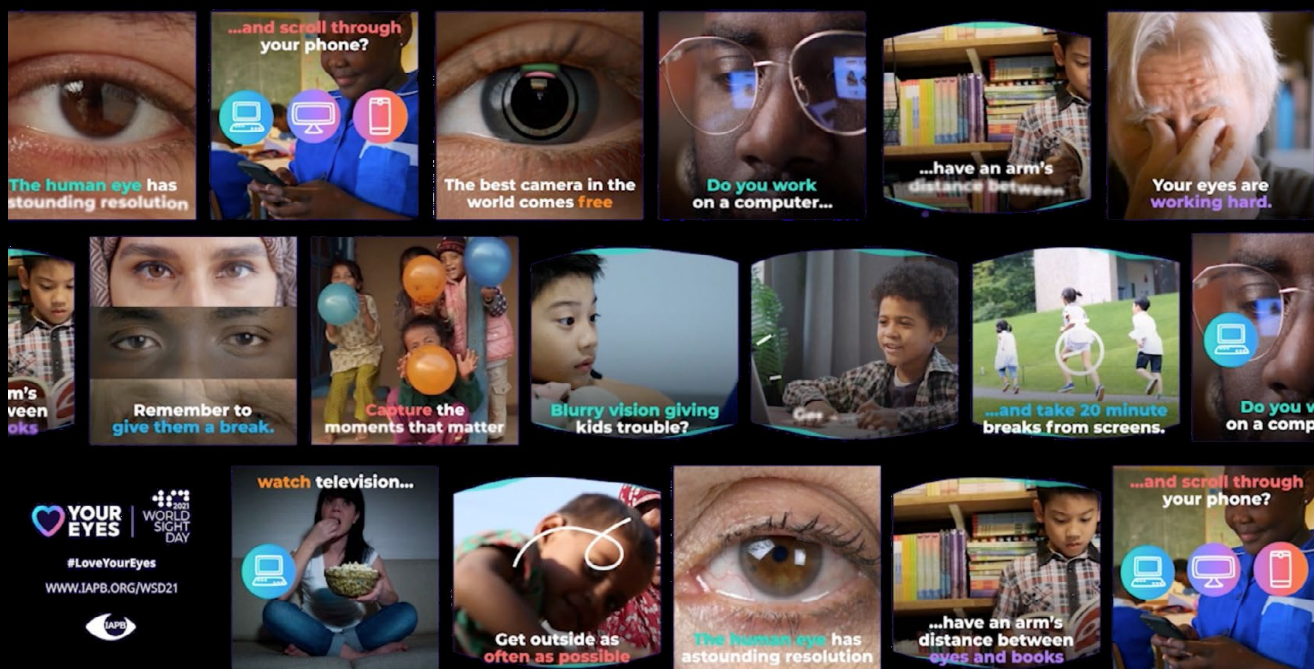 The human eye has
stounding resolution
...and scroll through
your phone?
The best camera in the
world comes free
Do you work
on a computer...
...have an arm's
distance between
Your eyes are
working hard.
m's
ween
oks
Remember to
give them a break.
Capture the
moments that matter
Blurry vision giving
kids trouble?
...and take 20 minute
breaks from screens.
Do you w
on a comp
YOUR
EYES
2021
WORLD
SIGHT
DAY
#LoveYourEyes
WWW.IAPB.ORG/WSD21
IAPB
watch television...
Get outside as
often as possible
The human eye has
astounding resolution
...have an arm's
distance between
eyes and books
...and scroll through
your phone?